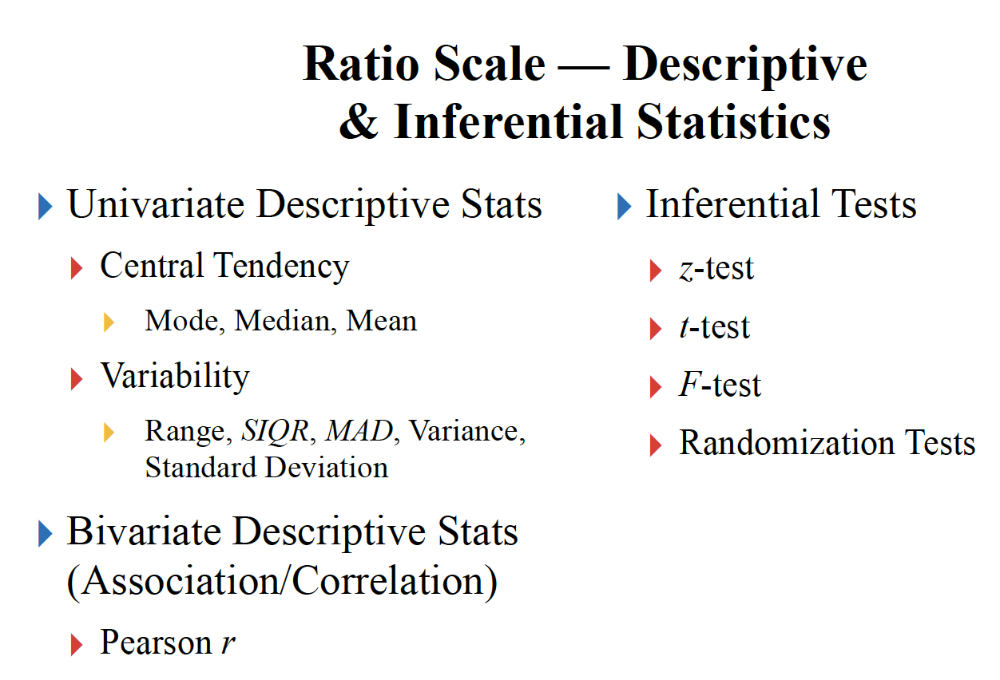 Ratio Scale — Descriptive
& Inferential Statistics
Univariate Descriptive Stats
Central Tendency
Mode, Median, Mean
Variability
Range, SIQR, MAD, Variance,
Standard Deviation
Bivariate Descriptive Stats
(Association/Correlation)
Pearson r
Inferential Tests
z-test
t-test
F-test
Randomization Tests